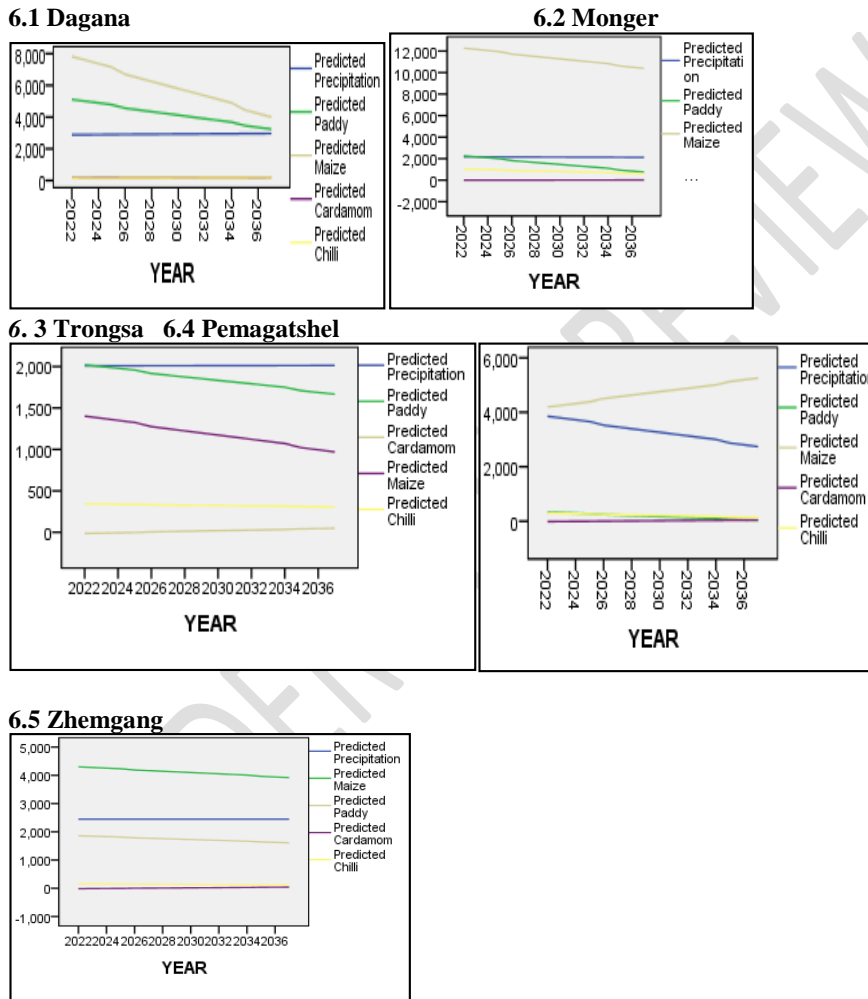 6.1 Dagana
6.2 Monger
8,000
6,000
4,000
2,000
0
2022
2024
2026
2028
2030
2032
2034
2036
YEAR
Predicted
Precipitation
Predicted
Paddy
Predicted
Maize
Predicted
Cardamom
Predicted
Chilli
12,000
10,000
8,000
6,000
4,000
2,000
0
-2,000
2022
2024
2026
2028
2030
2032
2034
2036
YEAR
Predicted
Precipitati
on
Predicted
Paddy
Predicted
Maize
...
6. 3 Trongsa 6.4 Pemagatshel
2,000
1,500
1,000
500
0
2022 2024 2026 2028 2030 2032 2034 2036
YEAR
Predicted
Precipitation
Predicted
Paddy
Predicted
Cardamom
Predicted
Maize
Predicted
Chilli
6,000
4,000
2,000
0
2022
2024
2026
2028
2030
2032
2034
2036
YEAR
Predicted
Precipitation
Predicted
Paddy
Predicted
Maize
Predicted
Cardamom
Predicted
Chilli
6.5 Zhemgang
5,000
4,000
3,000
2,000
1,000
0
-1,000
2022 2024 2026 2028 2030 2032 2034 2036
YEAR
Predicted
Precipitation
Predicted
Maize
Predicted
Paddy
Predicted
Cardamom
Predicted
Chilli